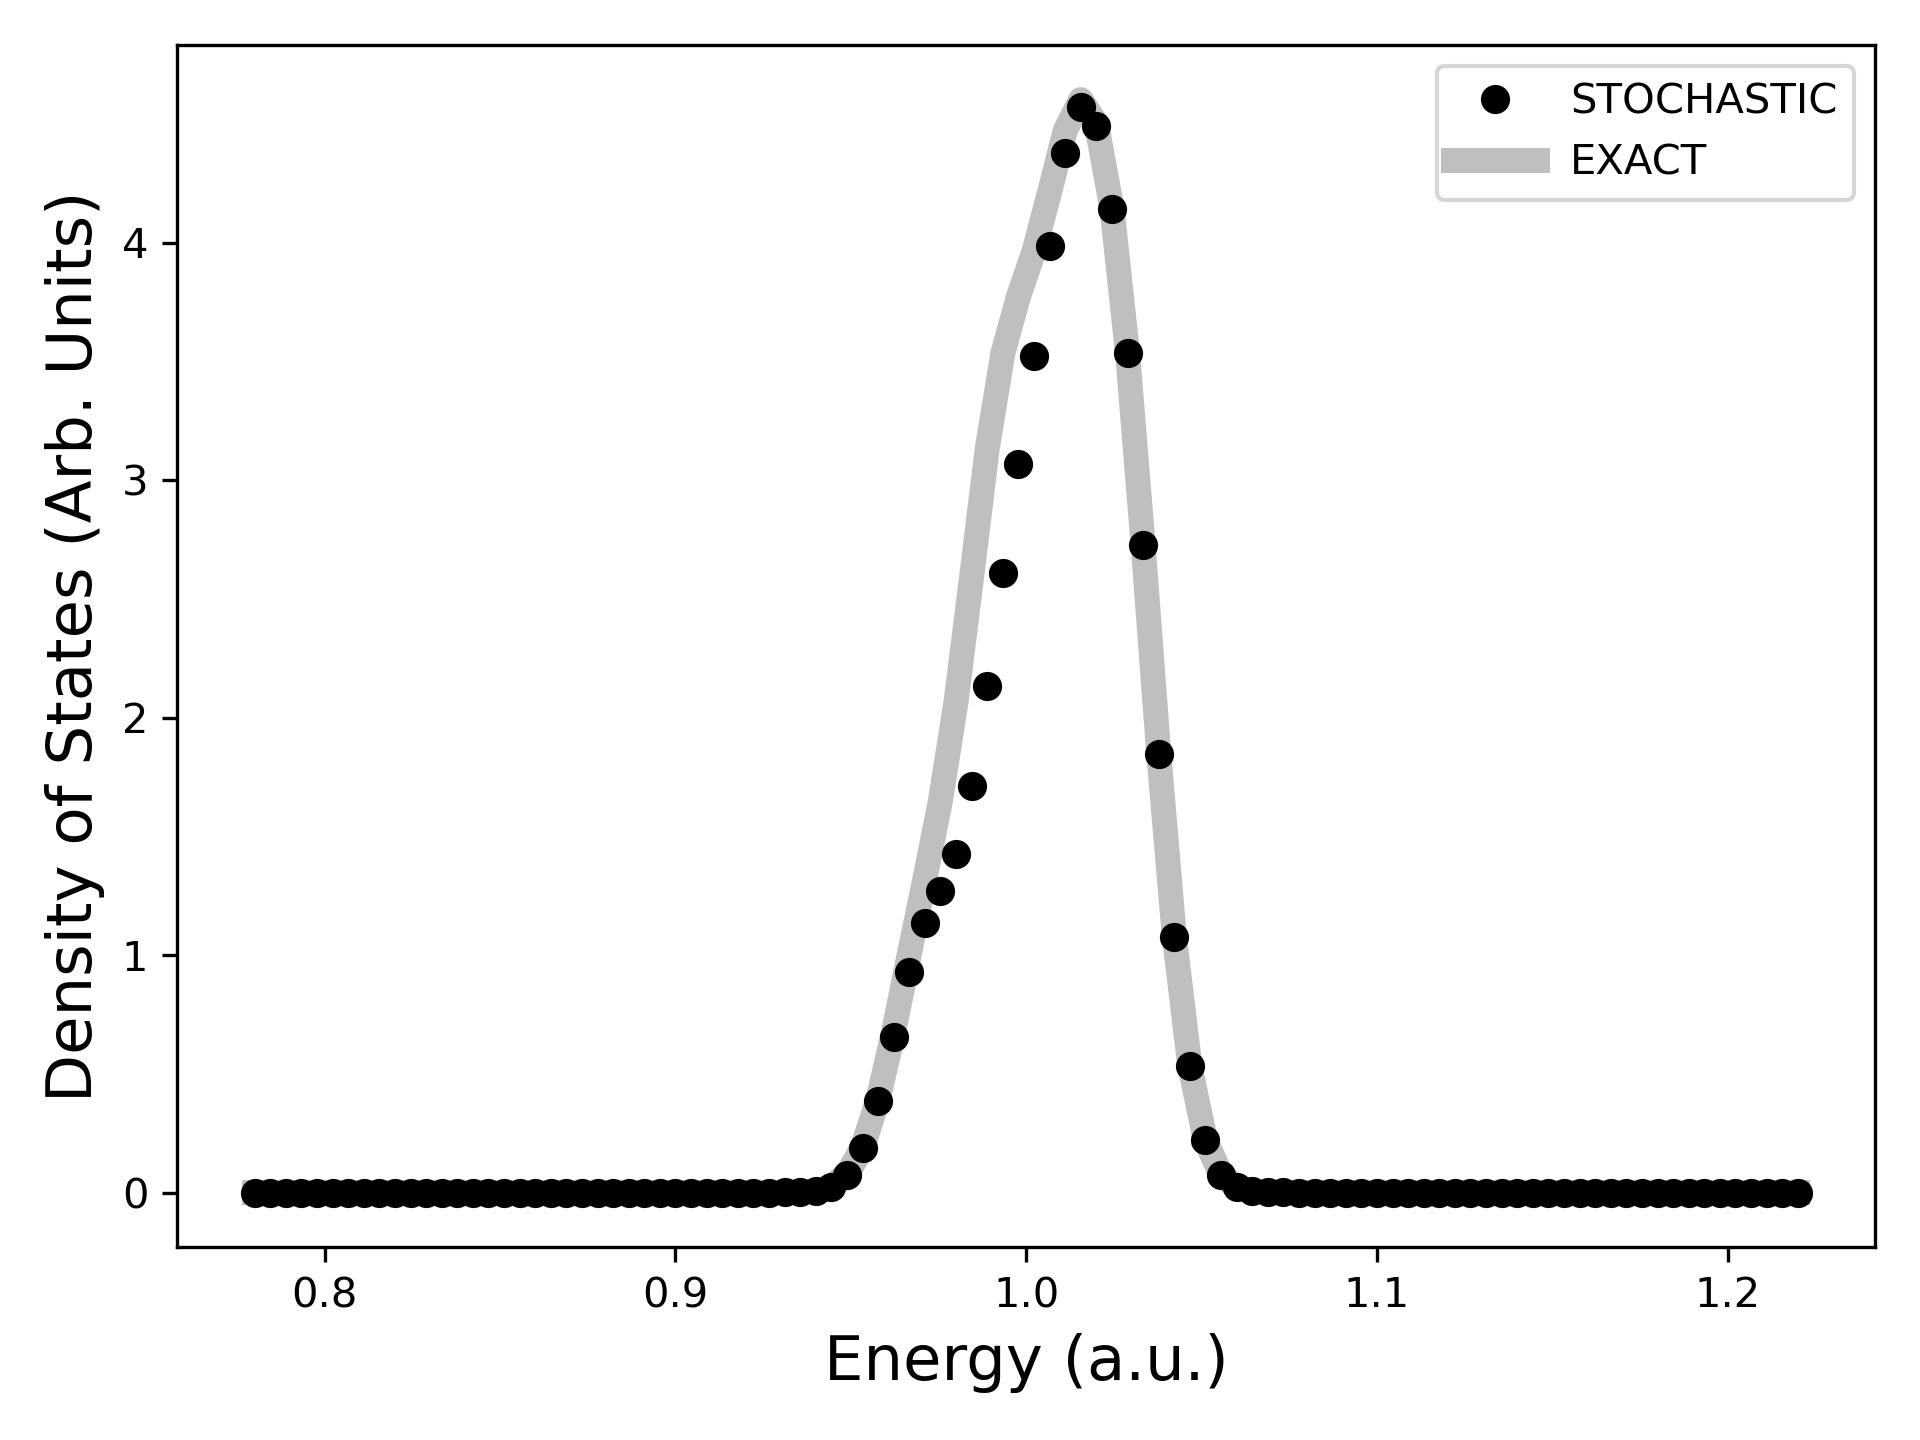 STOCHASTIC
EXACT
Density of States (Arb. Units)
4
3
2
1
0
0.8
0.9
1.0
1.1
1.2
Energy (a.u.)